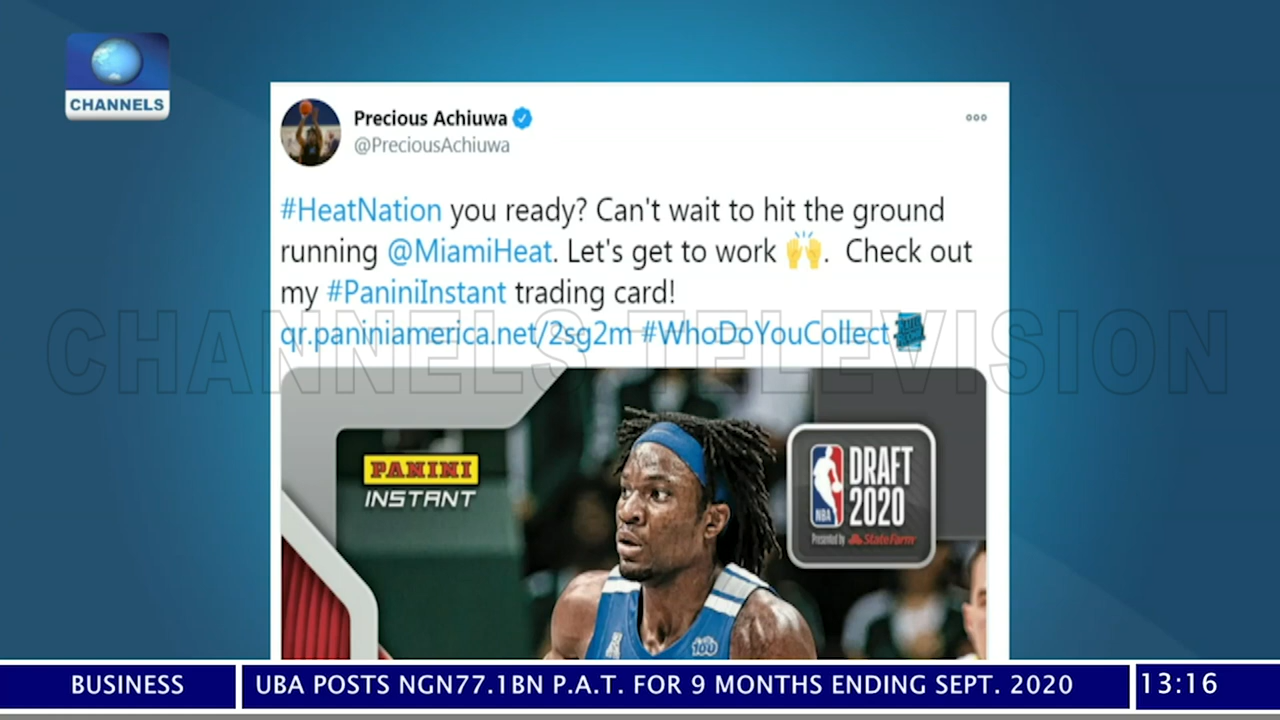 CHANNELS
Precious Achiuwa
@PreciousAchiuwa
#HeatNation you ready? Can't wait to hit the ground
running @MiamiHeat. Let's get to work 🙌. Check out
my #PaniniInstant trading card!
qr.paniniamerica.net/2sg2m #WhoDoYouCollect
CHANNELS TELEVISION
PANINI
INSTANT
NBA
DRAFT
2020
Presented by StateFarm
100
BUSINESS
UBA POSTS NGN77.1BN P.A.T. FOR 9 MONTHS ENDING SEPT. 2020
13:16